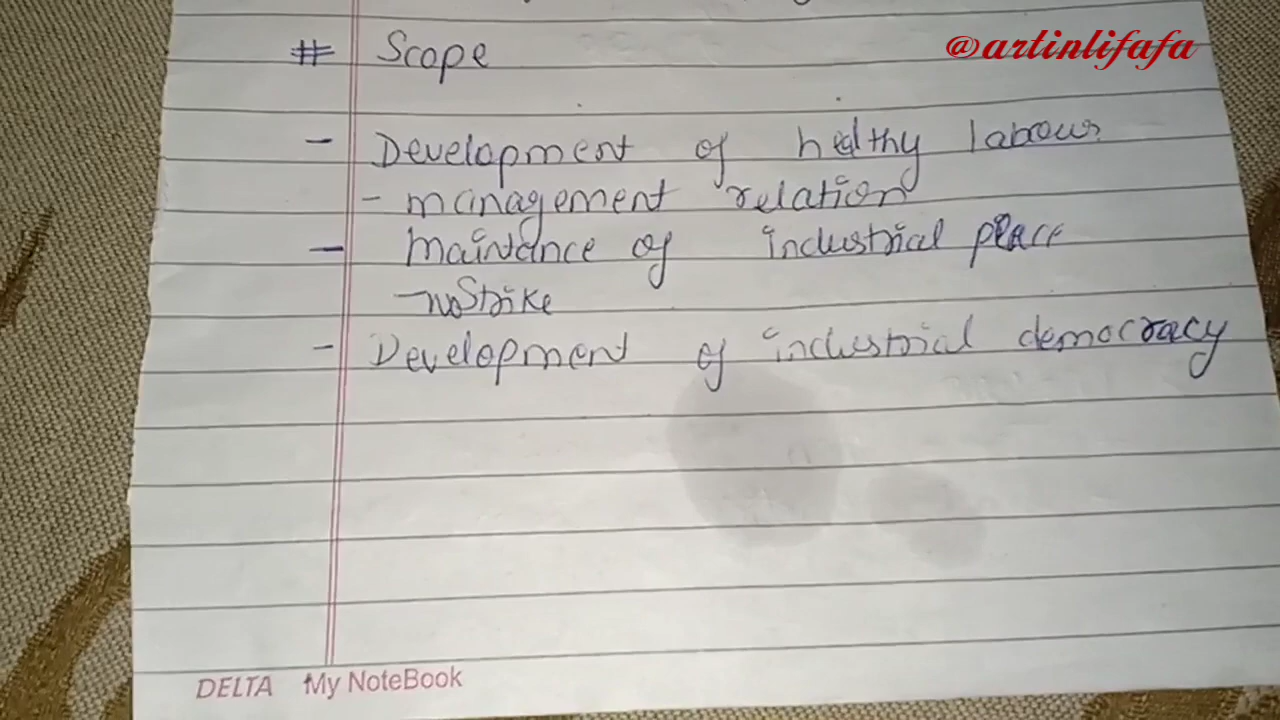 @artinlifafa
# Scope
- Development of healthy labour
- management relation
- maintance of industrial peace
- no strike
- Development of industrial democracy
DELTA My NoteBook